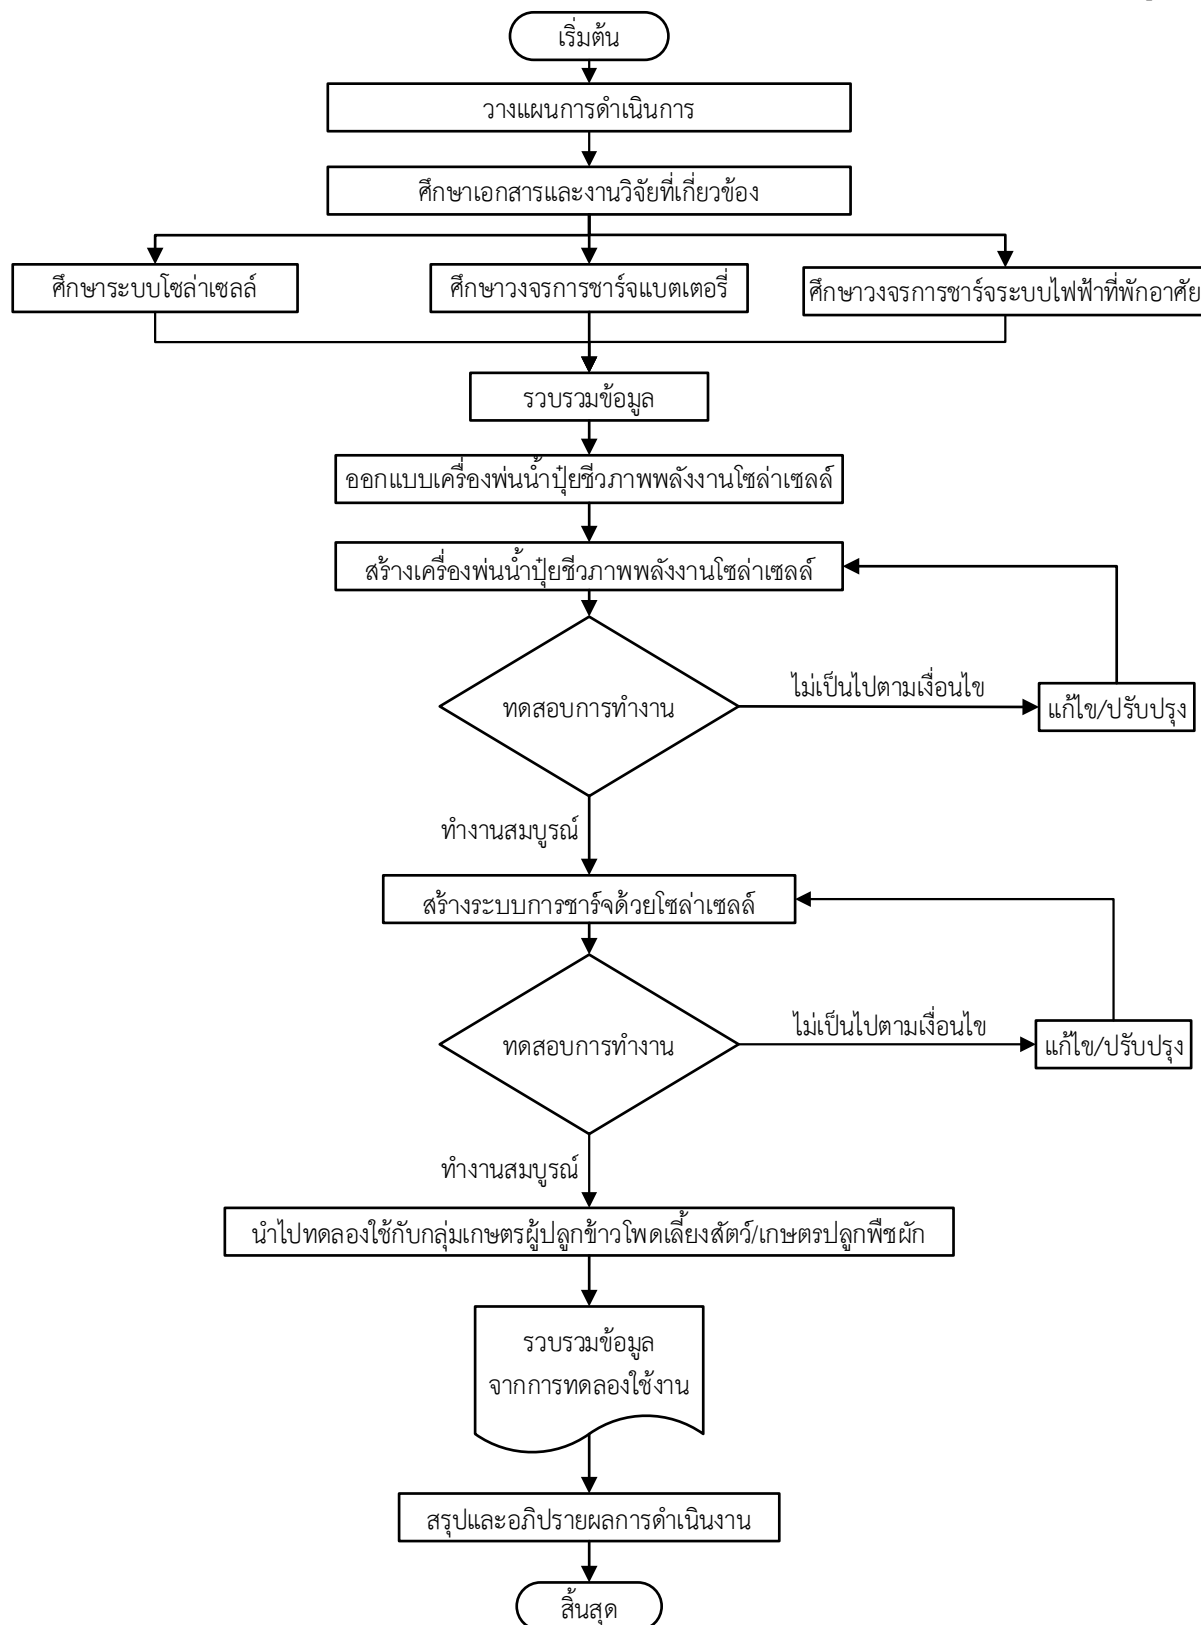 เริ่มต้น
วางแผนการดำเนินการ
ศึกษาเอกสารและงานวิจัยที่เกี่ยวข้อง
ศึกษาระบบโซล่าเซลล์
ศึกษาวงจรการชาร์จแบตเตอรี่
ศึกษาวงจรการชาร์จระบบไฟฟ้าที่พักอาศัย
รวบรวมข้อมูล
ออกแบบเครื่องพ่นน้ำปุ๋ยชีวภาพพลังงานโซล่าเซลล์
สร้างเครื่องพ่นน้ำปุ๋ยชีวภาพพลังงานโซล่าเซลล์
ทดสอบการทำงาน
ไม่เป็นไปตามเงื่อนไข
แก้ไข/ปรับปรุง
ทำงานสมบูรณ์
สร้างระบบการชาร์จด้วยโซล่าเซลล์
ทดสอบการทำงาน
ไม่เป็นไปตามเงื่อนไข
แก้ไข/ปรับปรุง
ทำงานสมบูรณ์
นำไปทดลองใช้กับกลุ่มเกษตรผู้ปลูกข้าวโพดเลี้ยงสัตว์/เกษตรปลูกพืชผัก
รวบรวมข้อมูล
จากการทดลองใช้งาน
สรุปและอภิปรายผลการดำเนินงาน
สิ้นสุด